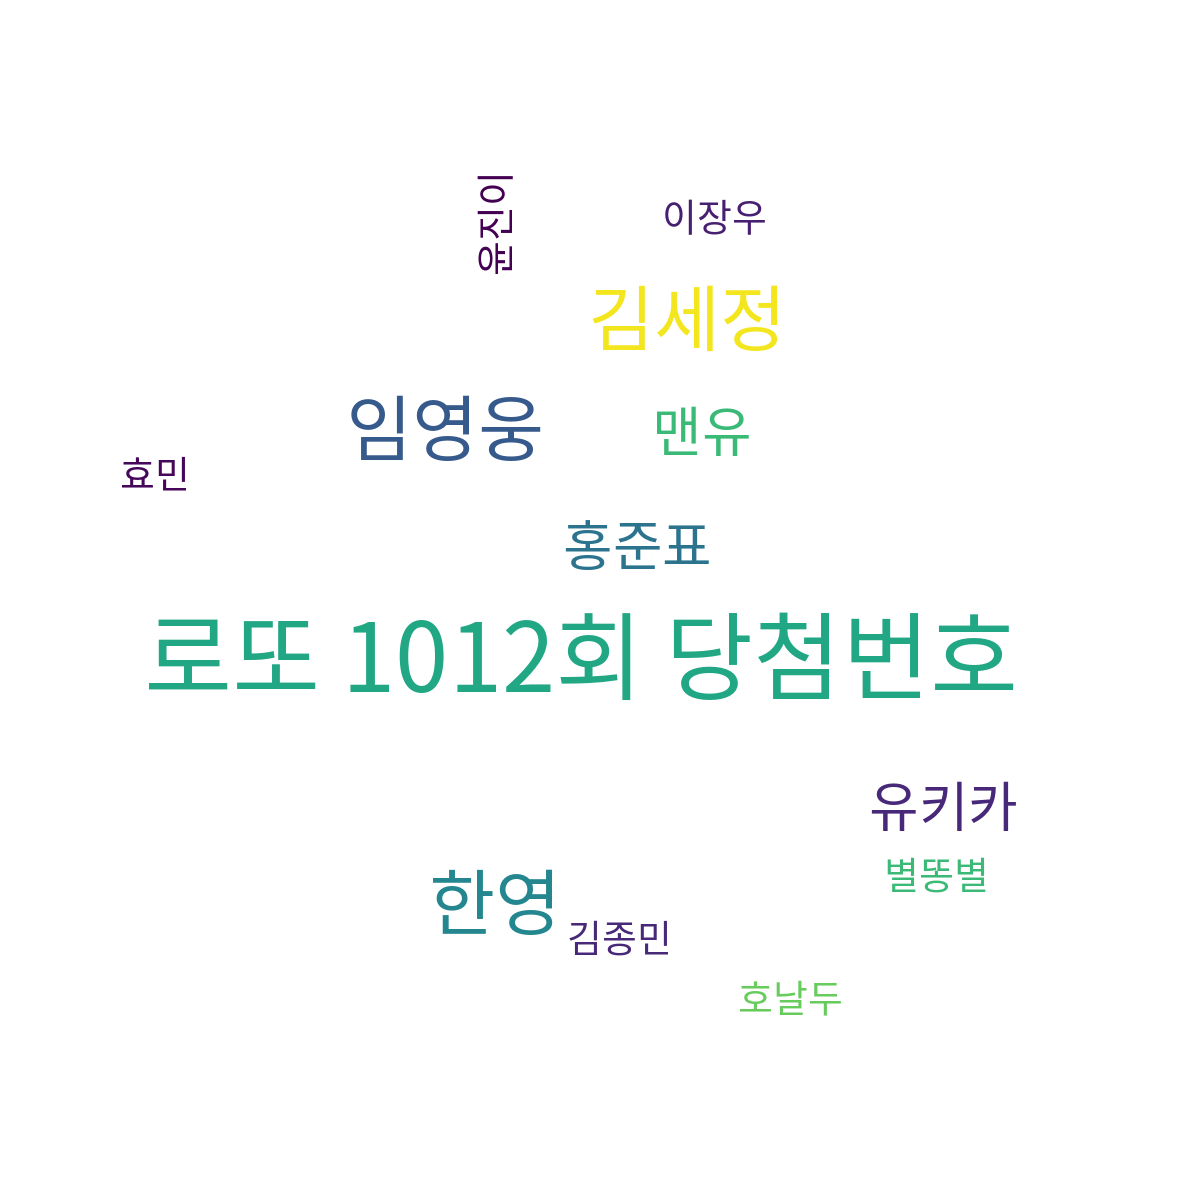 윤진이
이장우
김세정
임영웅
맨유
효민
홍준표
로또 1012회 당첨번호
유키카
별똥별
한영
김종민
호날두